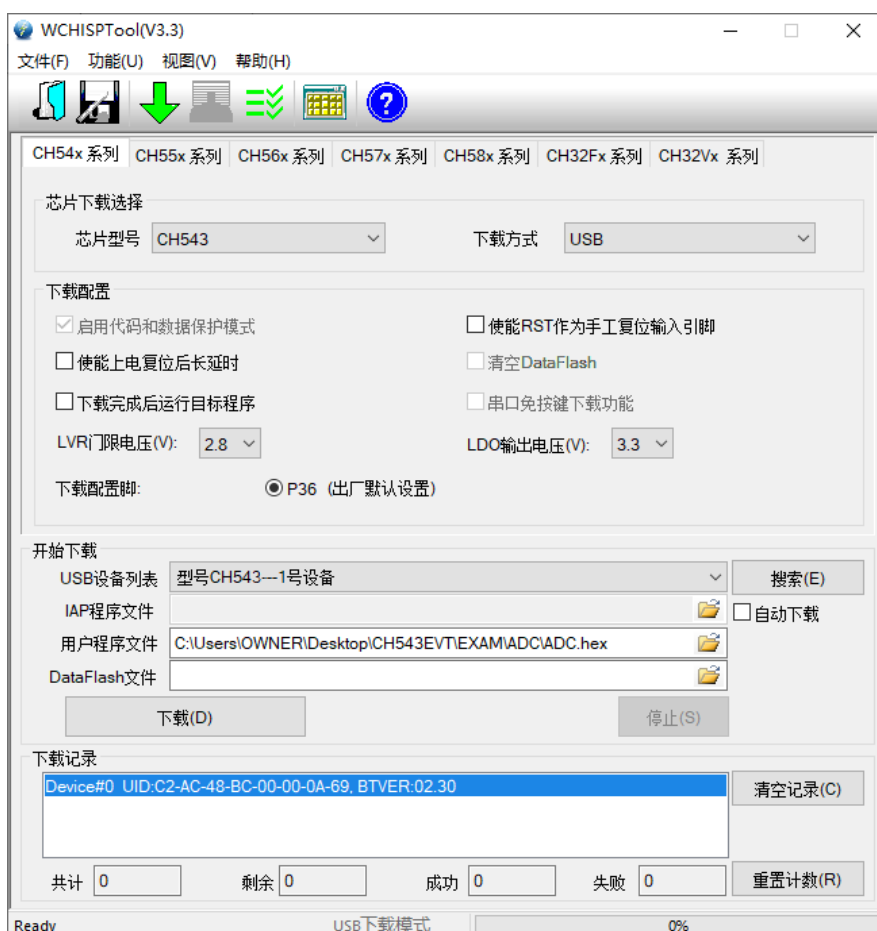 WCHISPTool(V3.3)
文件(F) 功能(U) 视图(V) 帮助(H)
CH54x 系列 CH55x 系列 CH56x 系列 CH57x 系列 CH58x 系列 CH32Fx 系列 CH32Vx 系列
芯片下载选择
芯片型号 CH543 下载方式 USB
下载配置
启用代码和数据保护模式 使能RST作为手工复位输入引脚
使能上电复位后长延时 清空DataFlash
下载完成后运行目标程序 串口免按键下载功能
LVR门限电压(V): 2.8 LDO输出电压(V): 3.3
下载配置脚: P36 (出厂默认设置)
开始下载
USB设备列表 型号CH543---1号设备 搜索(E)
IAP程序文件 自动下载
用户程序文件 C:\Users\OWNER\Desktop\CH543EVT\EXAM\ADC\ADC.hex
DataFlash文件
下载(D) 停止(S)
下载记录
Device#0 UID:C2-AC-48-BC-00-00-0A-69, BTVER:02.30
清空记录(C)
共计 0 剩余 0 成功 0 失败 0 重置计数(R)
Ready USB下载模式 0%